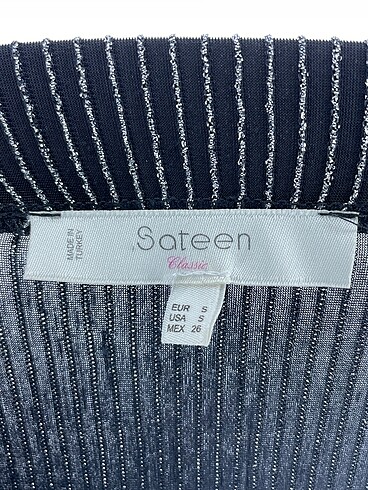 MADE IN
TURKEY
Sateen
Classic
EUR S
USA S
MEX 26